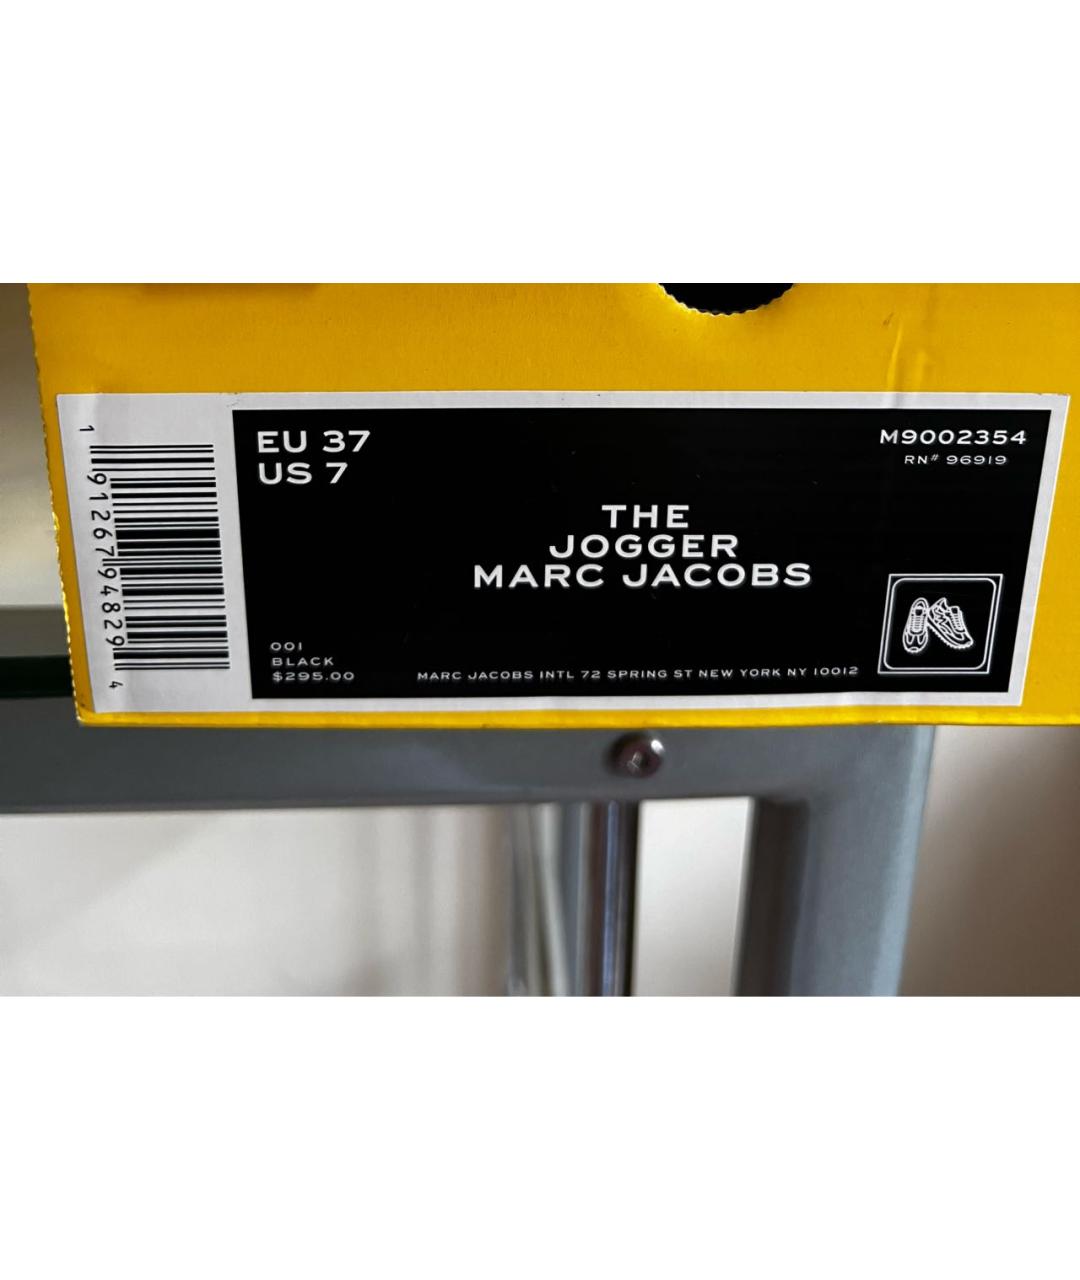 EU 37
US 7
M9002354
RN# 96919
THE
JOGGER
MARC JACOBS
001
BLACK
$295.00
MARC JACOBS INTL 72 SPRING ST NEW YORK NY 10012
1 91267 94829 4